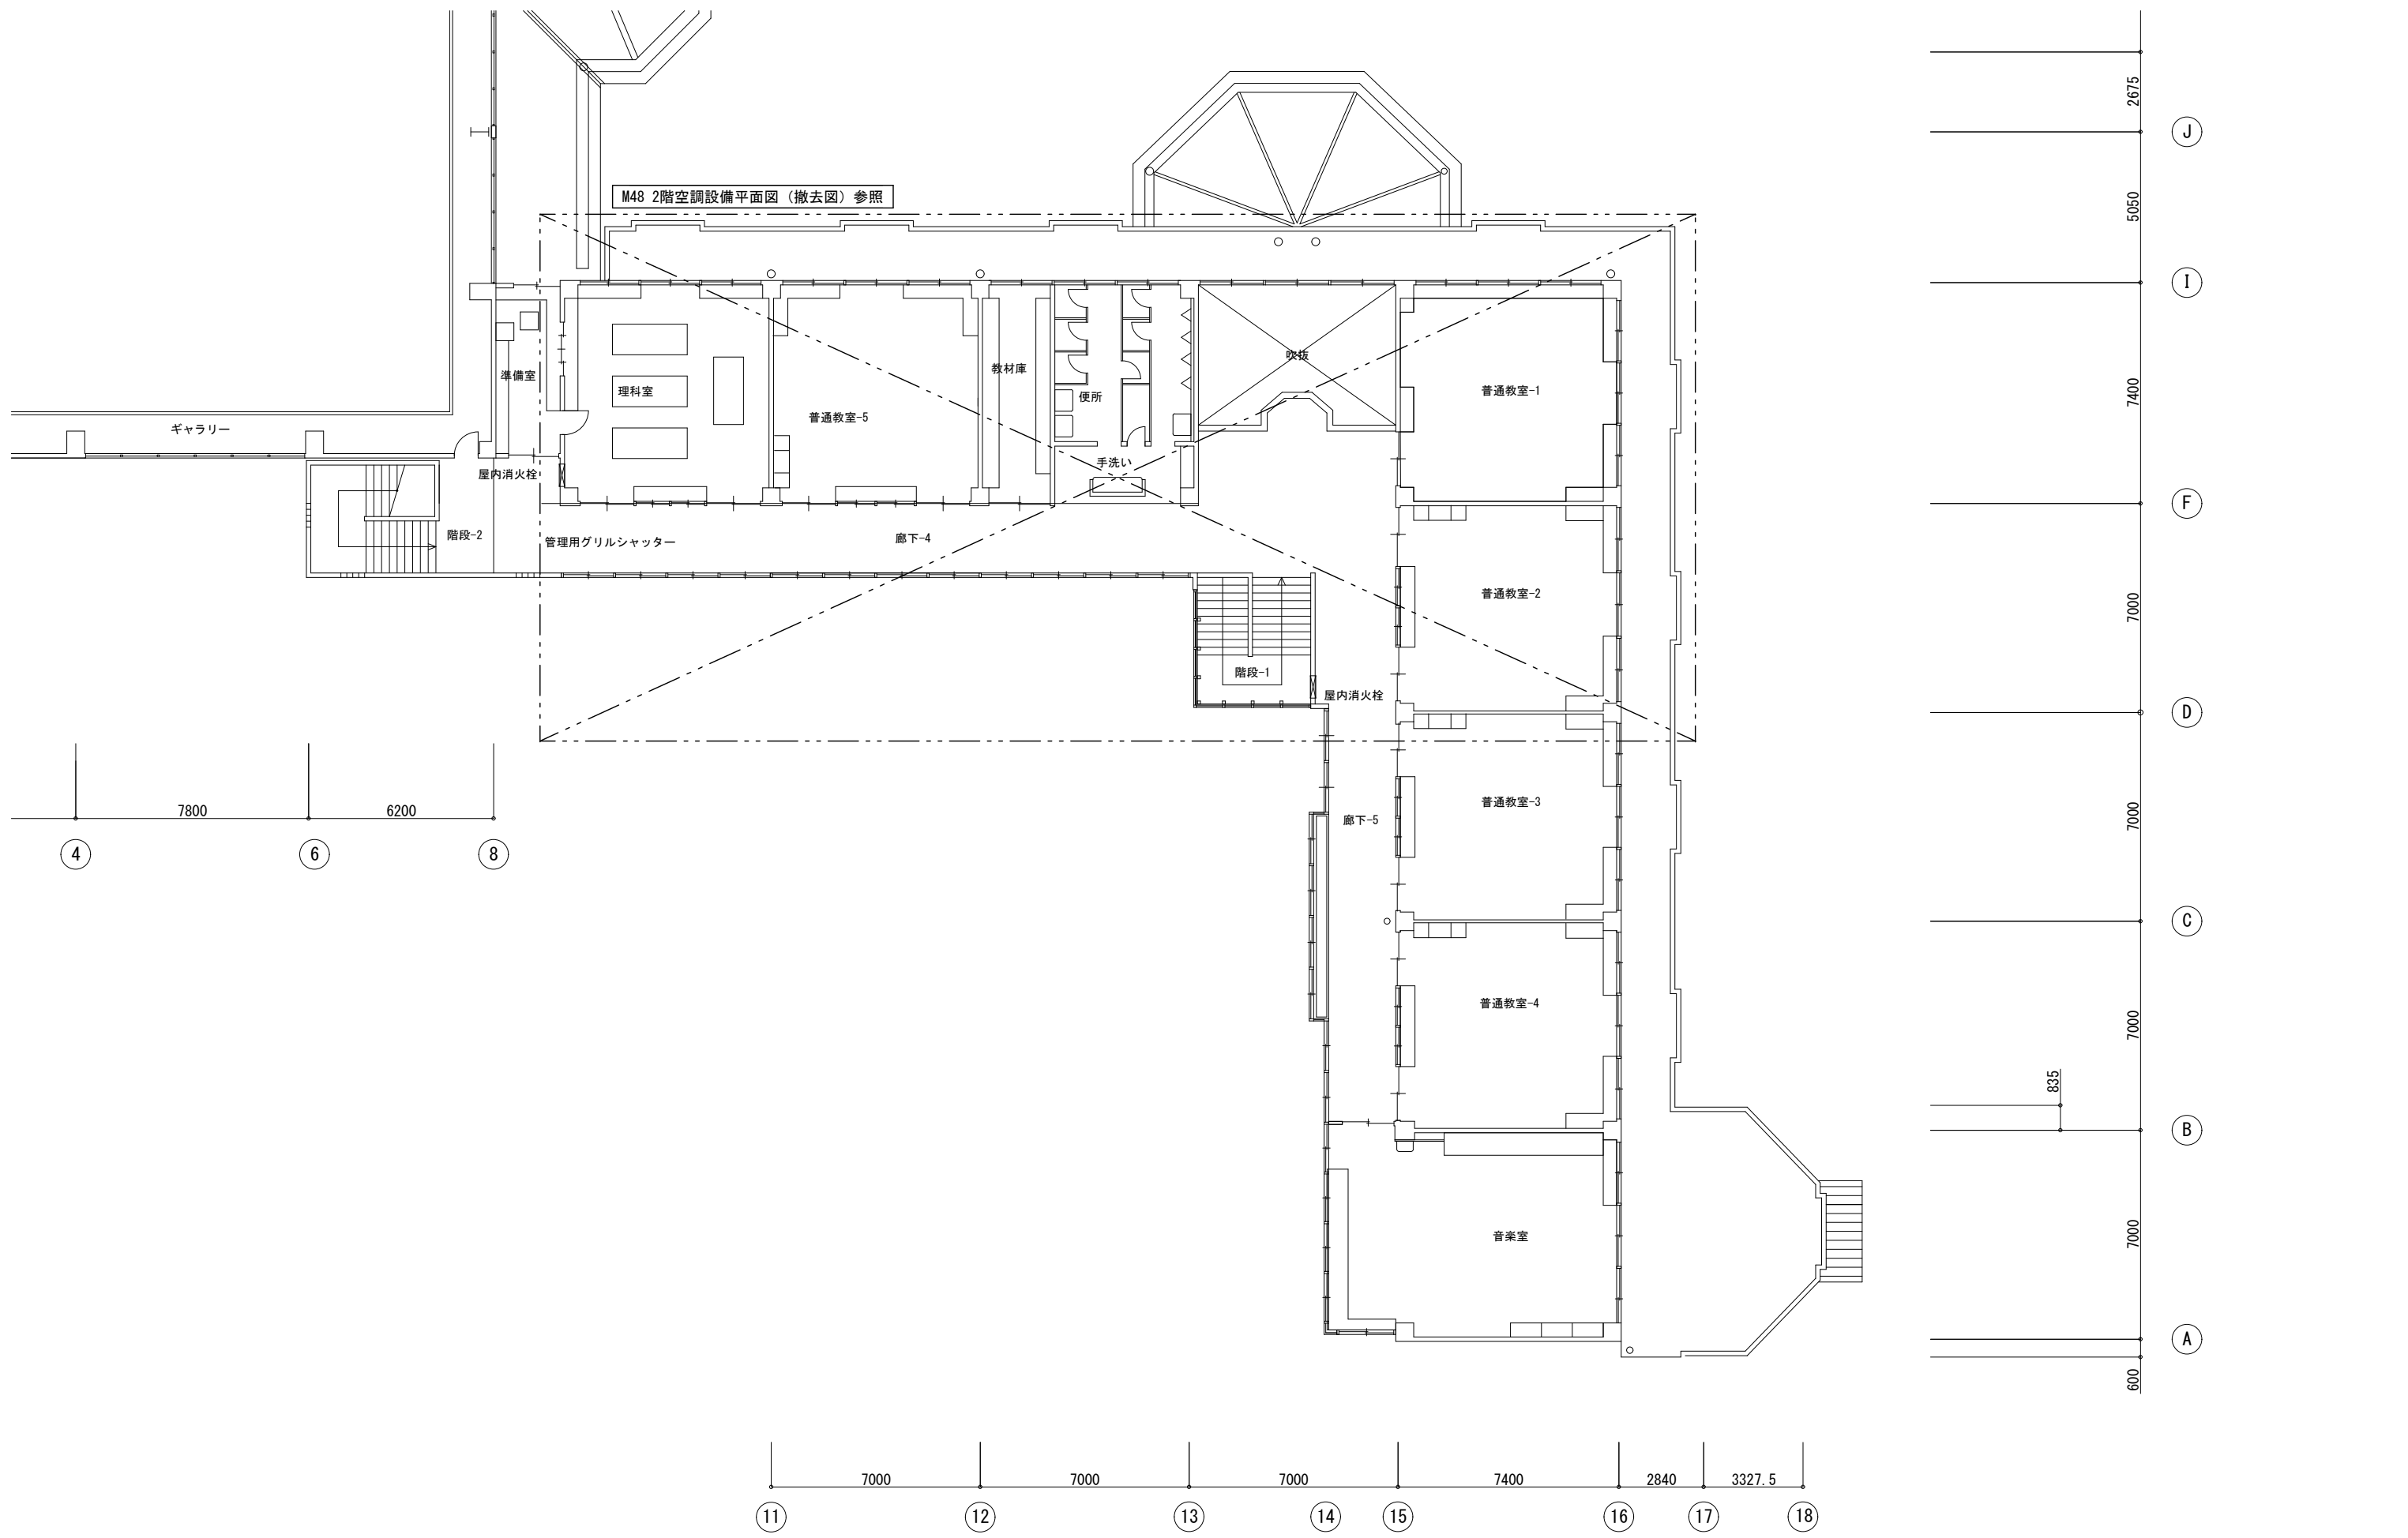 2675
J
M48 2階空調設備平面図（撤去図）参照
5050
I
吹抜
教材庫
準備室
理科室
普通教室-1
7400
便所
普通教室-5
ギャラリー
手洗い
屋内消火栓
F
階段-2
管理用グリルシャッター
廊下-4
普通教室-2
7000
階段-1
屋内消火栓
D
普通教室-3
7800
6200
廊下-5
7000
4
6
8
C
普通教室-4
7000
835
B
音楽室
7000
A
600
7000
7000
7000
7400
2840
3327.5
11
12
13
14
15
16
17
18